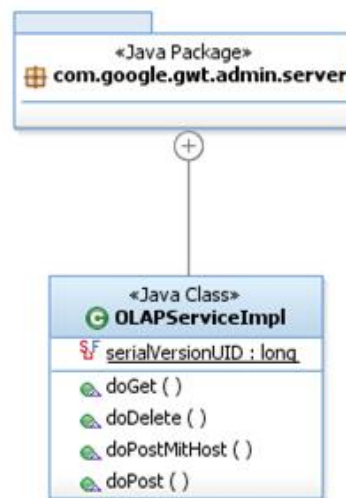 «Java Package»
com.google.gwt.admin.server
«Java Class»
OLAPServiceImpl
serialVersionUID : long
doGet ( )
doDelete ( )
doPostMitHost ( )
doPost ( )